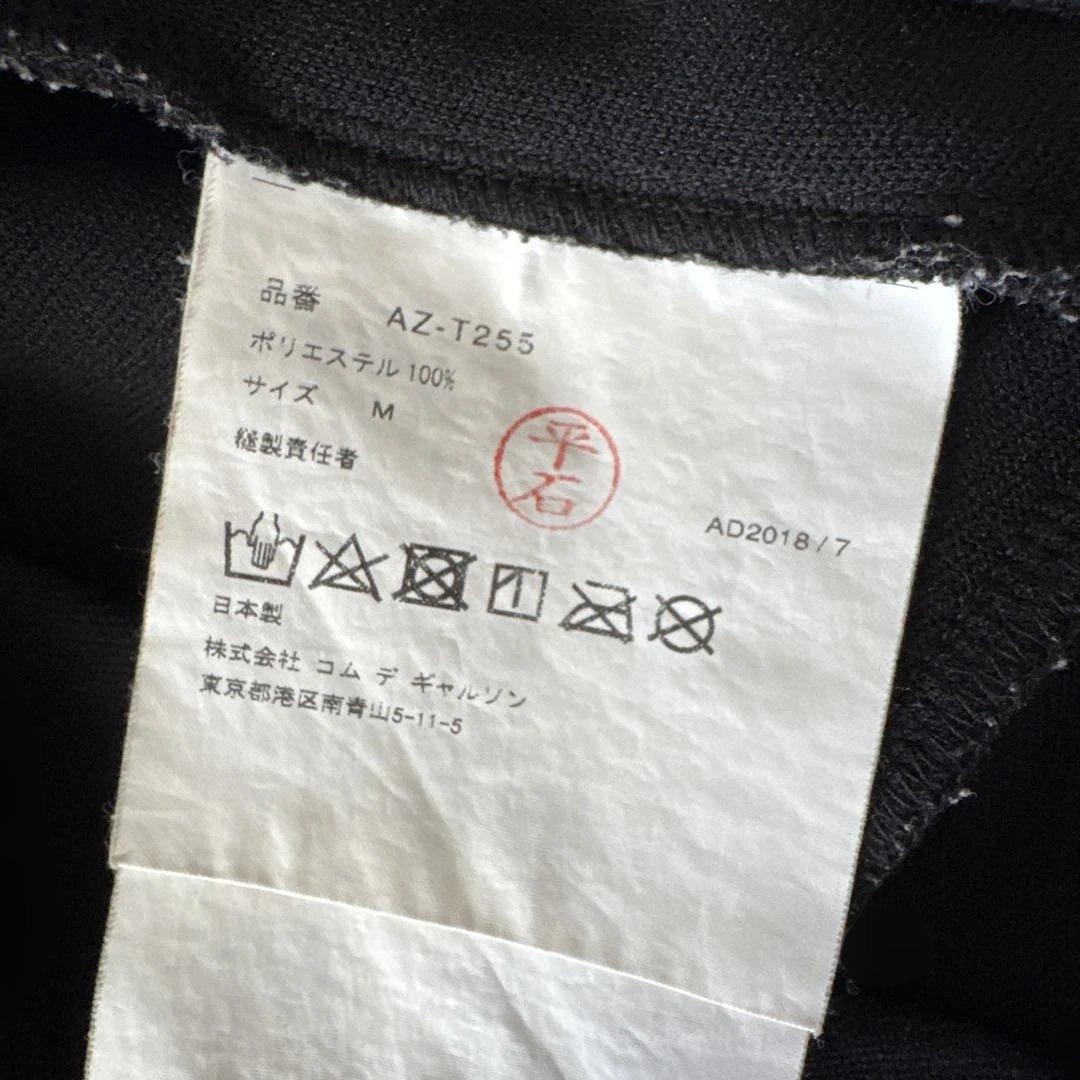 品番 AZ-T255
ポリエステル 100%
サイズ M
縫製責任者
平石
AD2018/7
日本製
株式会社 コム デ ギャルソン
東京都港区南青山5-11-5